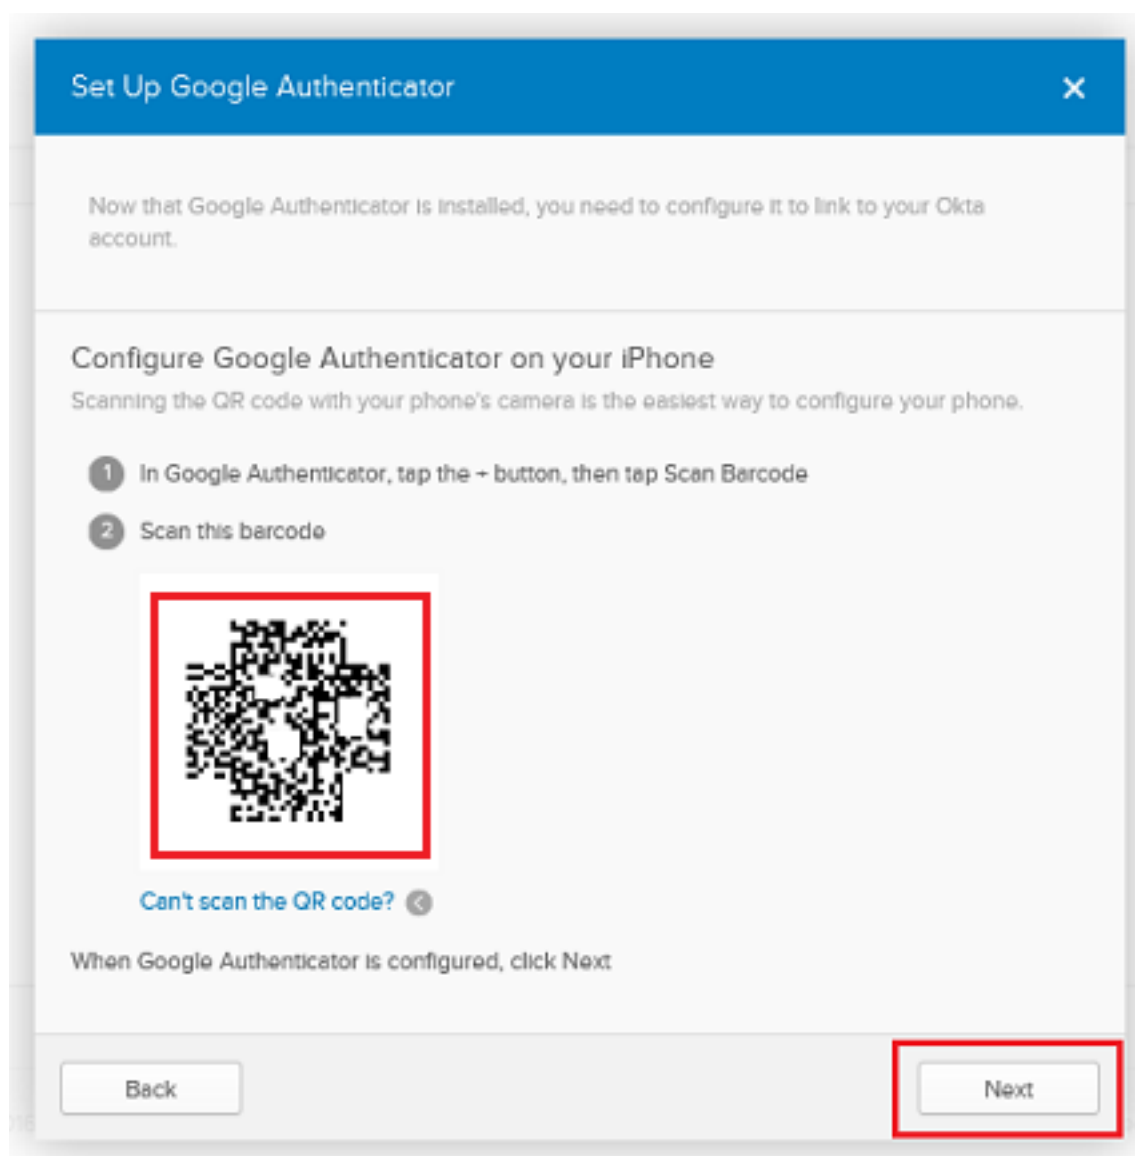 Set Up Google Authenticator
Now that Google Authenticator is installed, you need to configure it to link to your Okta
account.
Configure Google Authenticator on your iPhone
Scanning the QR code with your phone's camera is the easiest way to configure your phone.
1 In Google Authenticator, tap the + button, then tap Scan Barcode
2 Scan this barcode
Can't scan the QR code?
When Google Authenticator is configured, click Next
Back
Next